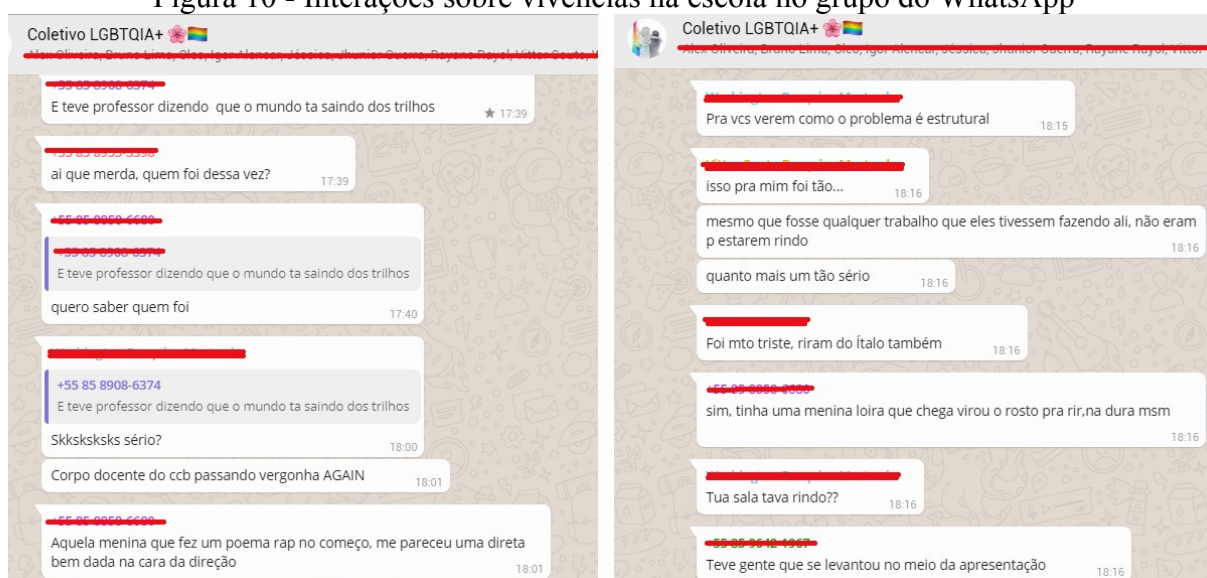 Figura 10 - Interações sobre vivências na escola no grupo do WhatsApp
Coletivo LGBTQIA+ 🌸🏳️‍🌈
E teve professor dizendo que o mundo ta saindo dos trilhos
★ 17:39
ai que merda, quem foi dessa vez?
17:39
E teve professor dizendo que o mundo ta saindo dos trilhos
quero saber quem foi
17:40
+55 85 8908-6374
E teve professor dizendo que o mundo ta saindo dos trilhos
Skksksksks sério?
18:00
Corpo docente do ccb passando vergonha AGAIN
18:01
Aquela menina que fez um poema rap no começo, me pareceu uma direta
bem dada na cara da direção
18:01
Coletivo LGBTQIA+ 🌸🏳️‍🌈
Pra vcs verem como o problema é estrutural
18:15
isso pra mim foi tão...
18:16
mesmo que fosse qualquer trabalho que eles tivessem fazendo ali, não eram
p estarem rindo
18:16
quanto mais um tão sério
18:16
Foi mto triste, riram do Ítalo também
18:16
sim, tinha uma menina loira que chega virou o rosto pra rir,na dura msm
18:16
Tua sala tava rindo??
18:16
Teve gente que se levantou no meio da apresentação
18:16